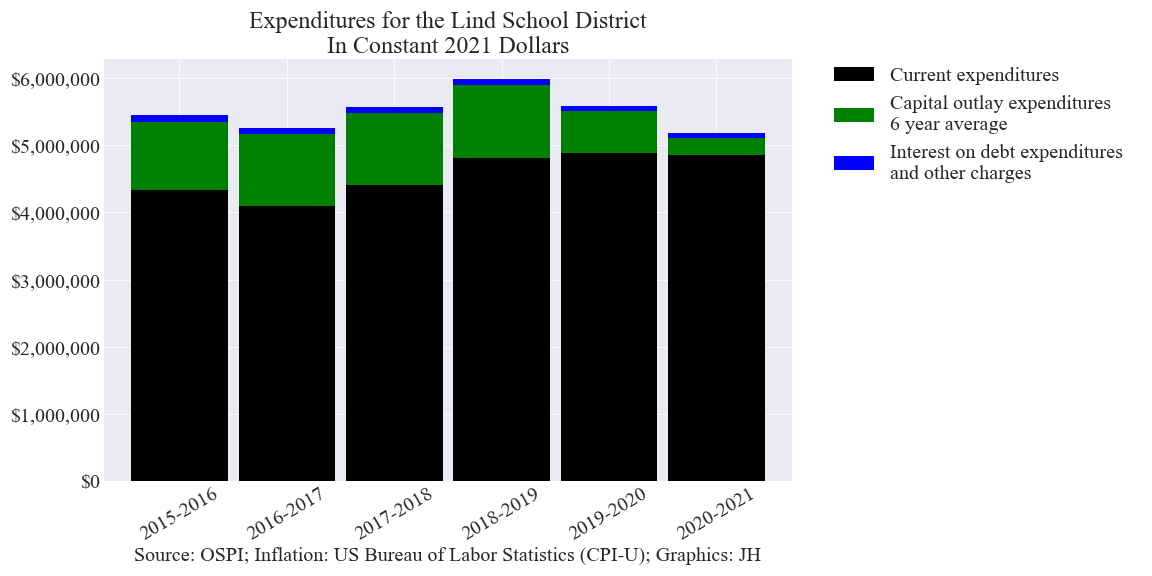 Expenditures for the Lind School District
In Constant 2021 Dollars
$6,000,000
$5,000,000
$4,000,000
$3,000,000
$2,000,000
$1,000,000
$0
2015-2016
2016-2017
2017-2018
2018-2019
2019-2020
2020-2021
Source: OSPI; Inflation: US Bureau of Labor Statistics (CPI-U); Graphics: JH
Current expenditures
Capital outlay expenditures
6 year average
Interest on debt expenditures
and other charges